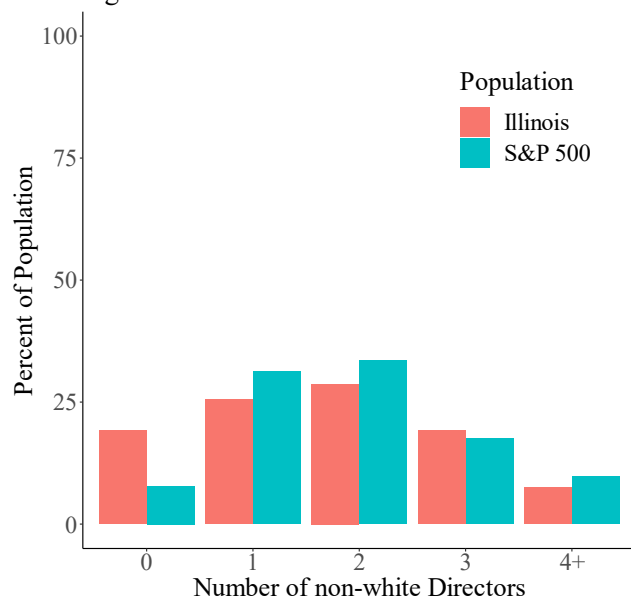 100
75
50
25
0
Percent of Population
Population
Illinois
S&P 500
0 1 2 3 4+
Number of non-white Directors